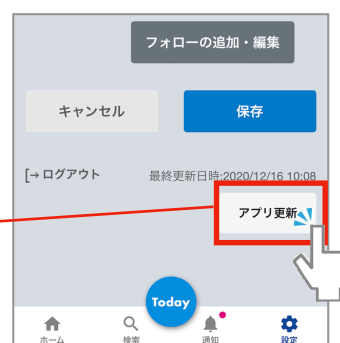 フォローの追加・編集
キャンセル
保存
ログアウト
最終更新日時:2020/12/16 10:08
アプリ更新
Today
ホーム
検索
通知
設定